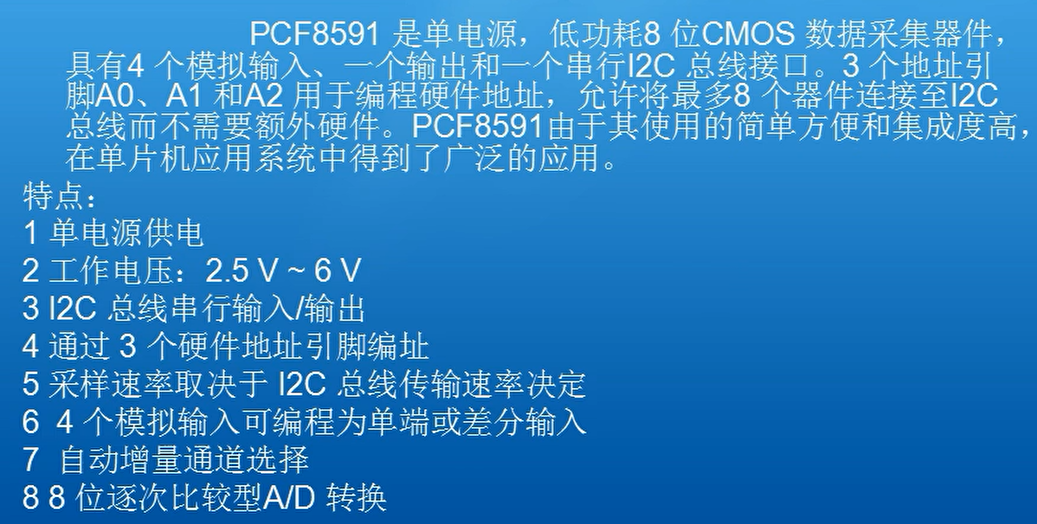 PCF8591 是单电源，低功耗8 位CMOS 数据采集器件，
具有4 个模拟输入、一个输出和一个串行I2C 总线接口。3 个地址引
脚A0、A1 和A2 用于编程硬件地址，允许将最多8 个器件连接至I2C
总线而不需要额外硬件。PCF8591由于其使用的简单方便和集成度高，
在单片机应用系统中得到了广泛的应用。
特点：
1 单电源供电
2 工作电压：2.5 V ~ 6 V
3 I2C 总线串行输入/输出
4 通过 3 个硬件地址引脚编址
5 采样速率取决于 I2C 总线传输速率决定
6  4 个模拟输入可编程为单端或差分输入
7  自动增量通道选择
8 8 位逐次比较型A/D 转换